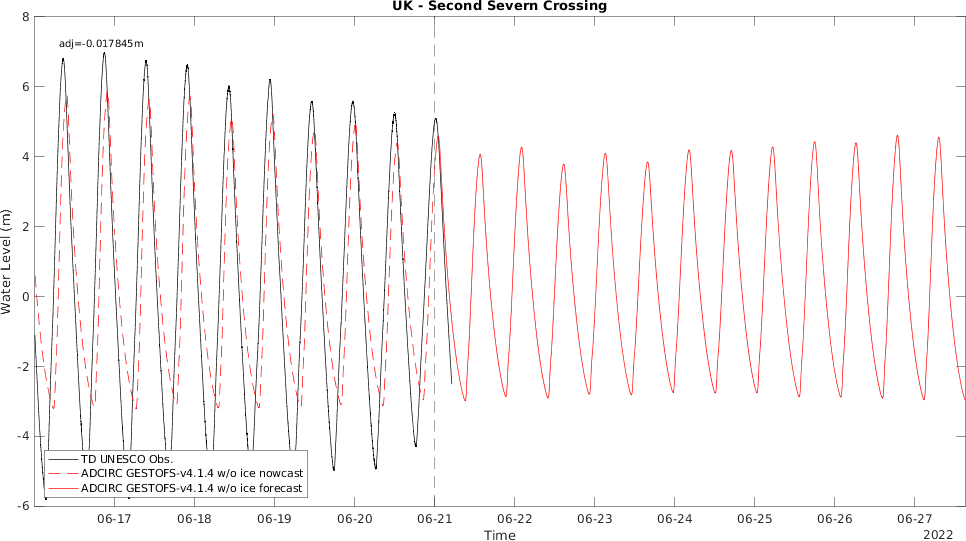 UK - Second Severn Crossing
adj=-0.017845m
8
6
4
2
0
-2
-4
-6
Water Level (m)
TD UNESCO Obs.
ADCIRC GESTOFS-v4.1.4 w/o ice nowcast
ADCIRC GESTOFS-v4.1.4 w/o ice forecast
06-17 06-18 06-19 06-20 06-21 06-22 06-23 06-24 06-25 06-26 06-27
Time
2022